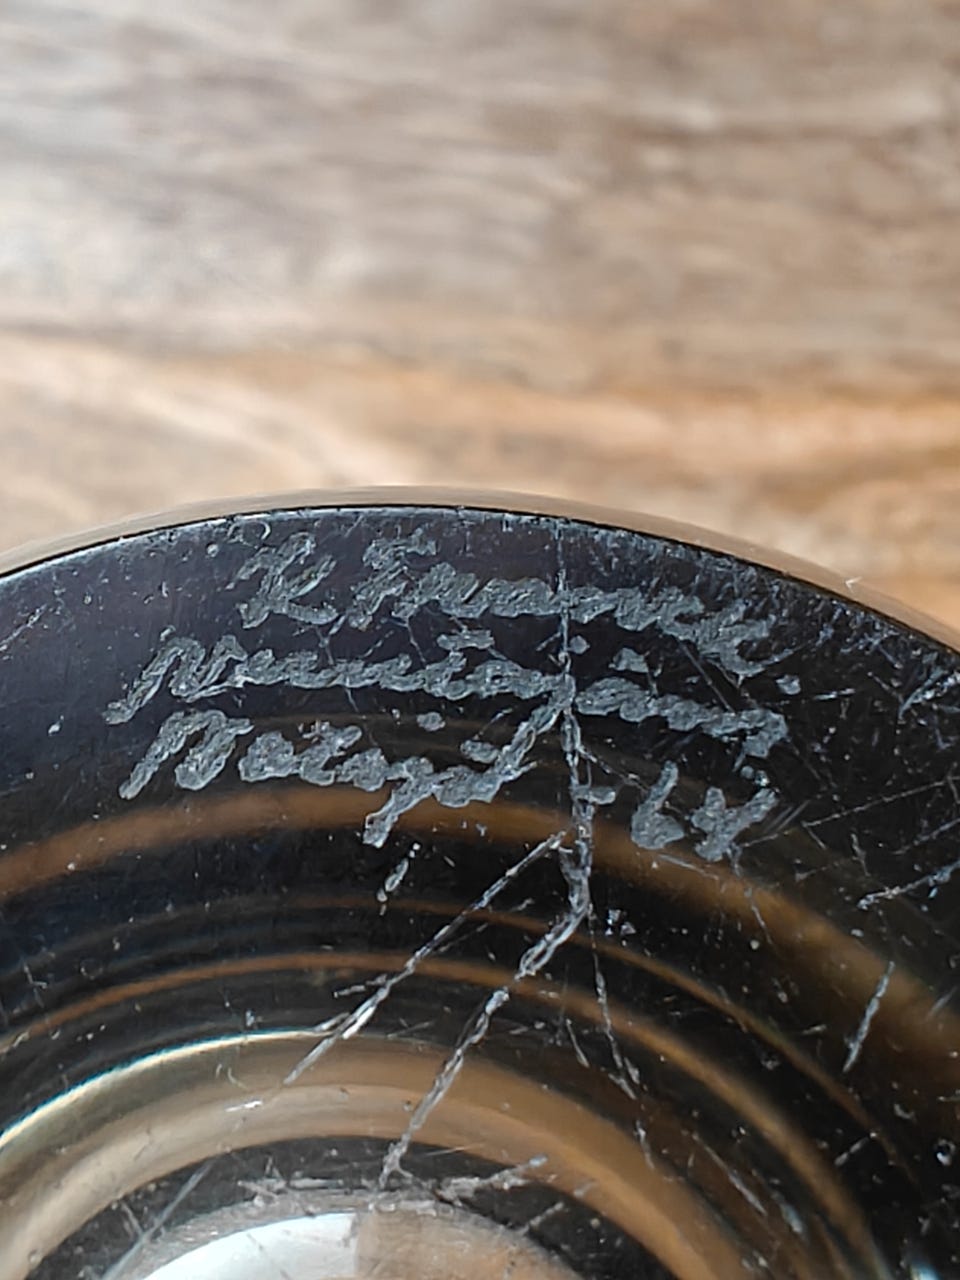 K Franck
Nuutajärvi
Notsjö -64